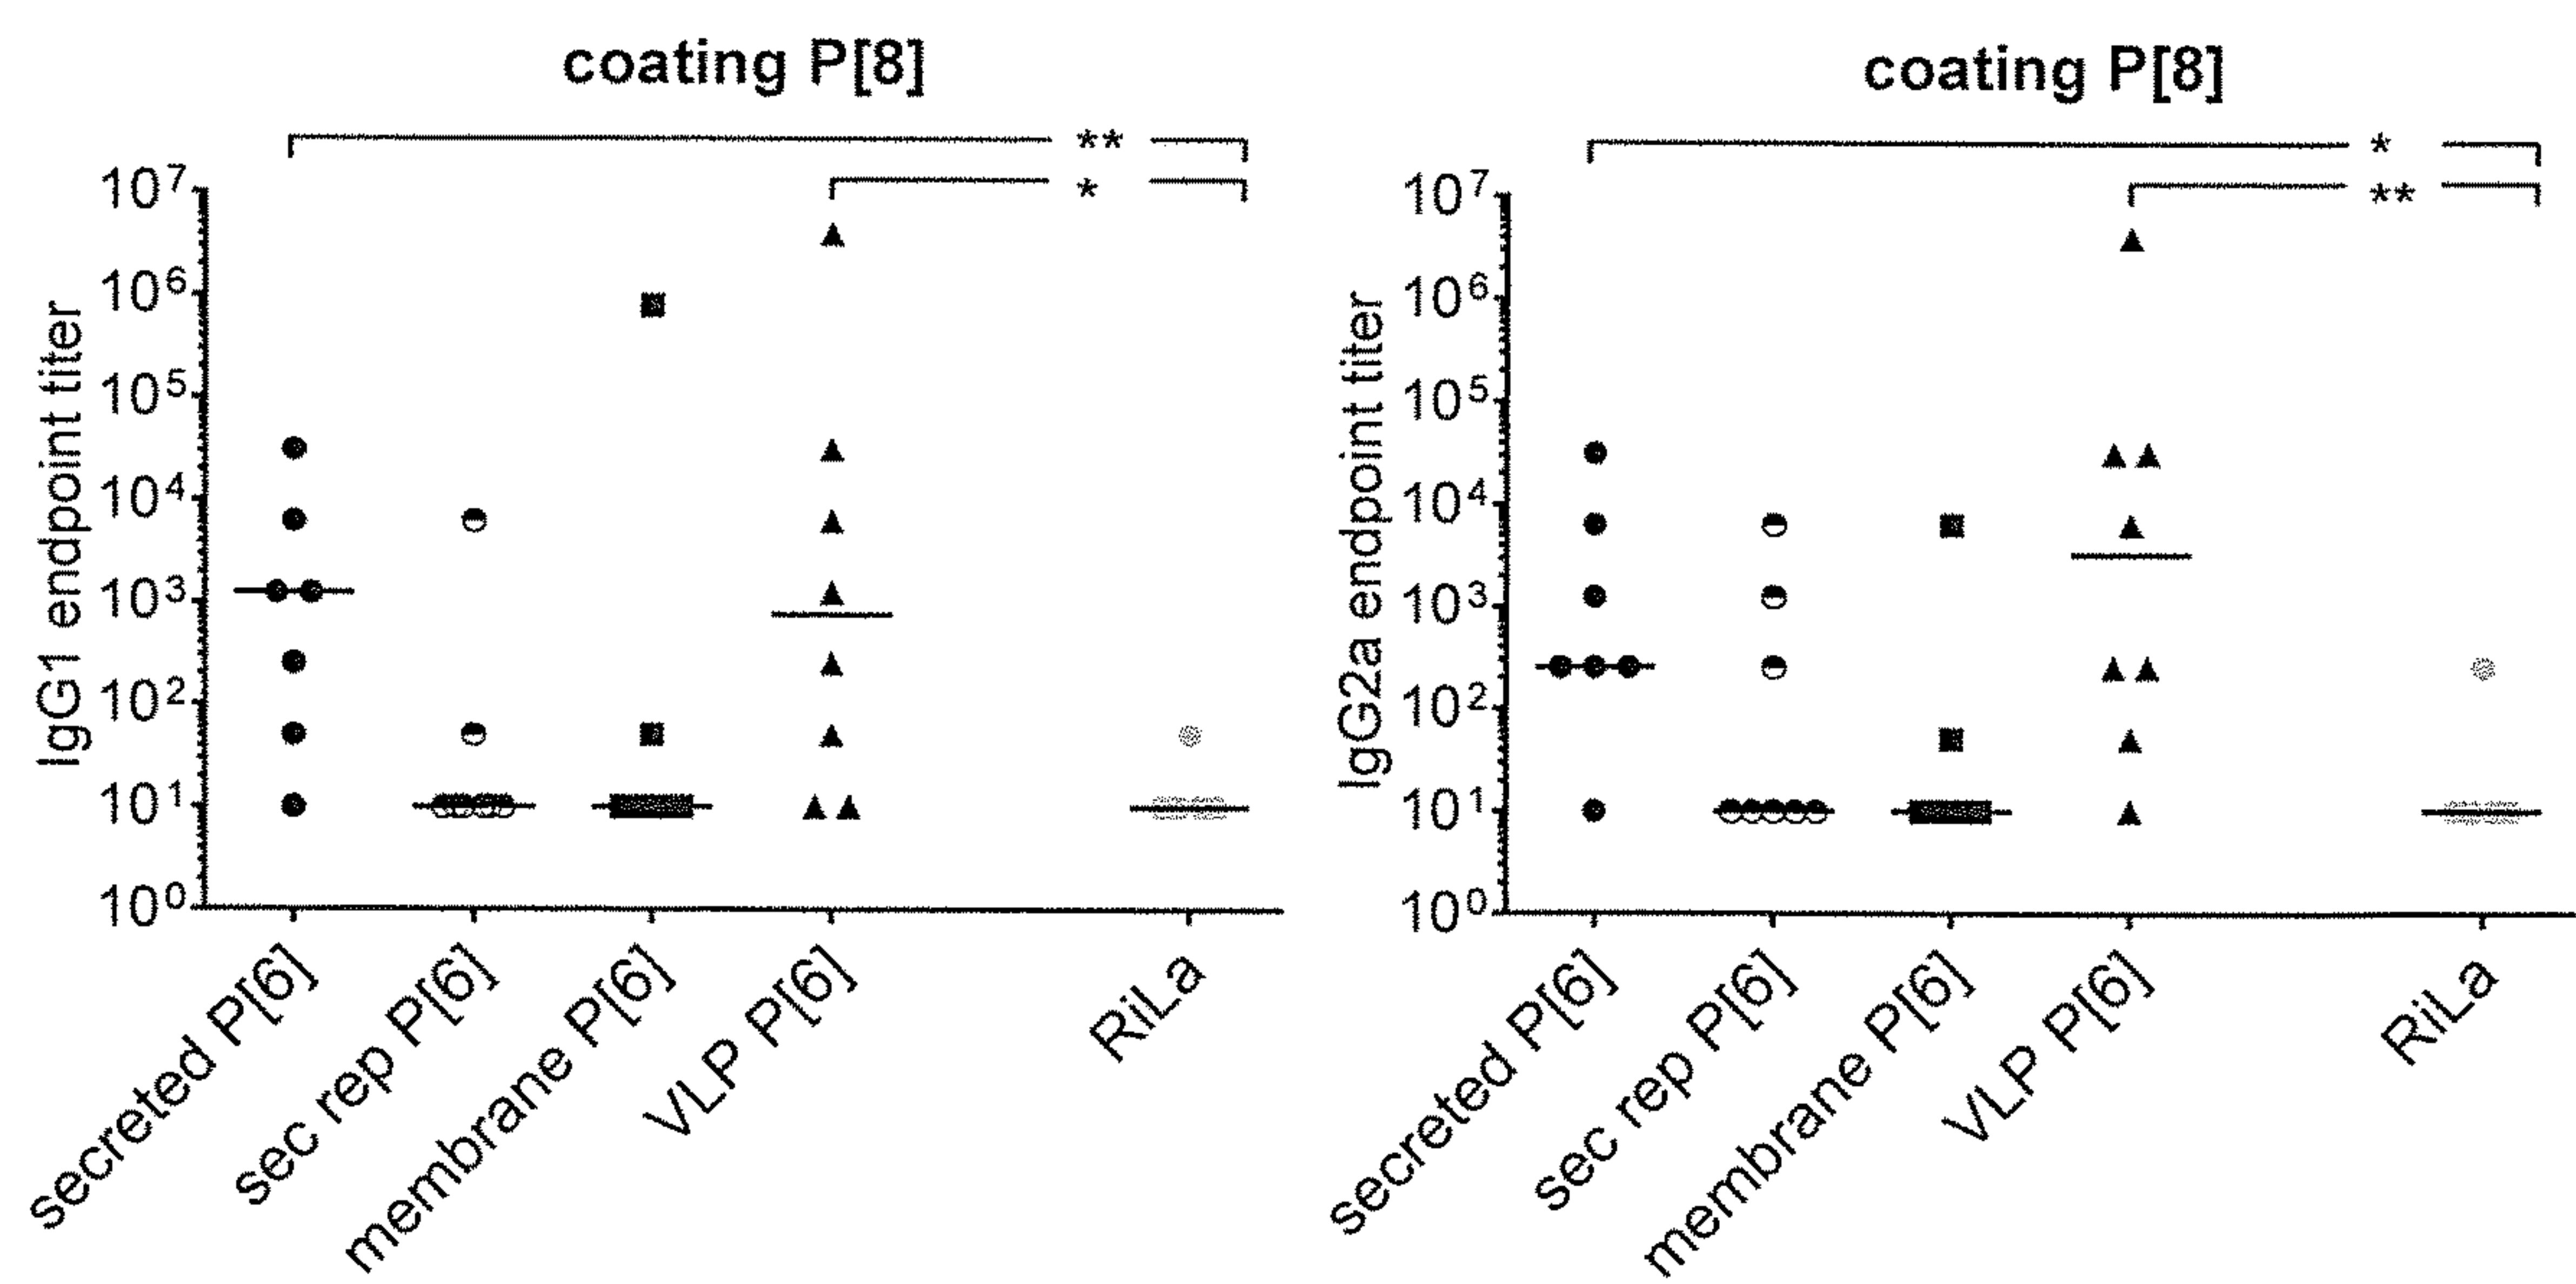 coating P[8]
**
*
IgG1 endpoint titer
10⁷
10⁶
10⁵
10⁴
10³
10²
10¹
10⁰
secreted P[6]
sec rep P[6]
membrane P[6]
VLP P[6]
RiLa
coating P[8]
*
**
IgG2a endpoint titer
10⁷
10⁶
10⁵
10⁴
10³
10²
10¹
10⁰
secreted P[6]
sec rep P[6]
membrane P[6]
VLP P[6]
RiLa